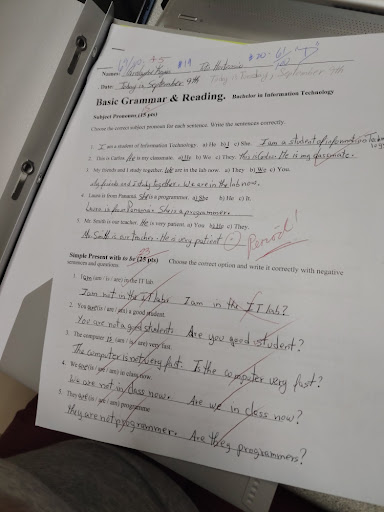 Name: #19 #20
Date: Today is September 9th Today is Tuesday, September 9th
Basic Grammar & Reading. Bachelor in Information Technology
Subject Pronouns (15 pts)
Choose the correct subject pronoun for each sentence. Write the sentences correctly.
1. I am a student of Information Technology. a) He b) I c) She. I am a student of information
2. This is Carlos. He is my classmate. a) He b) We c) They. This is Carlos. He is my classmate.
3. My friends and I study together. We are in the lab now. a) They b) We c) You.
My friends and I study together. We are in the lab now.
4. Laura is from Panama. She is a programmer. a) She b) He c) It.
Laura is from Panama. She is a programmer
5. Mr. Smith is our teacher. He is very patient. a) You b) He c) They.
Mr. Smith is our teacher. He is very patient . Period!
Simple Present with to be (25 pts) Choose the correct option and write it correctly with negative
sentences and questions.
1. I am (am / is / are) in the IT lab.
I am not in the IT lab. I am in the IT lab?
2. You are (is / are / am) a good student.
You are not a good student. Are you good student?
3. The computer is (am / is / are) very fast.
The computer is not very fast. Is the computer very fast?
4. We are (is / are / am) in class now.
We are not in class now. Are we in class now?
5. They are (is / are / am) programme
They are not programmer. Are they programmers?